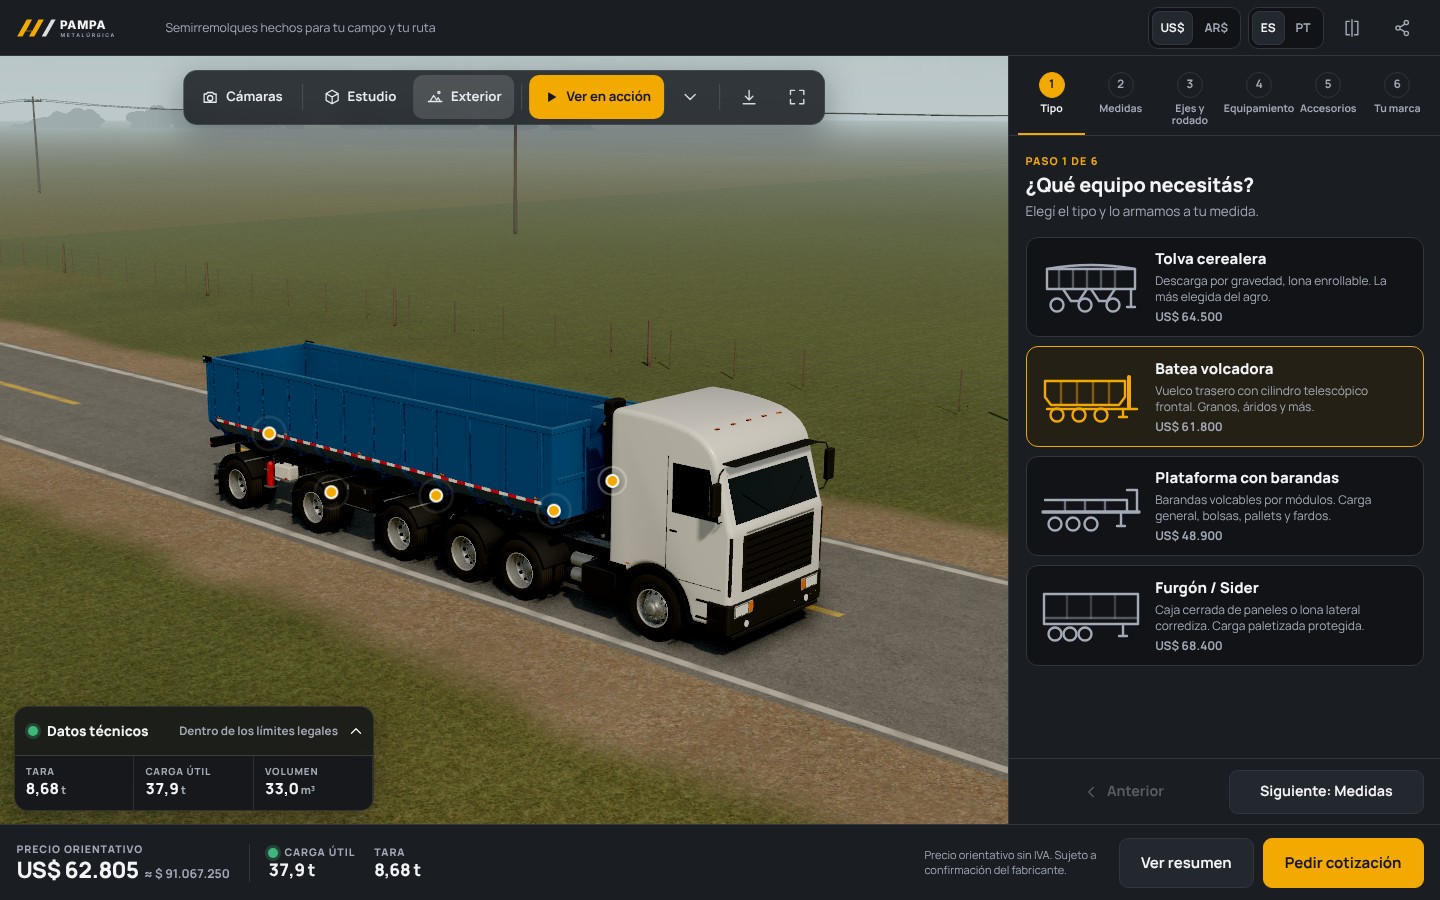 PAMPA
METALÚRGICA
Semirremolques hechos para tu campo y tu ruta
US$ AR$
ES PT
Cámaras
Estudio
Exterior
Ver en acción
1 2 3 4 5 6
Tipo
Medidas
Ejes y
rodado
Equipamiento
Accesorios
Tu marca
PASO 1 DE 6
¿Qué equipo necesitás?
Elegí el tipo y lo armamos a tu medida.
Tolva cerealera
Descarga por gravedad, lona enrollable. La
más elegida del agro.
US$ 64.500
Batea volcadora
Vuelco trasero con cilindro telescópico
frontal. Granos, áridos y más.
US$ 61.800
Plataforma con barandas
Barandas volcables por módulos. Carga
general, bolsas, pallets y fardos.
US$ 48.900
Furgón / Sider
Caja cerrada de paneles o lona lateral
corrediza. Carga paletizada protegida.
US$ 68.400
Anterior
Siguiente: Medidas
Datos técnicos
Dentro de los límites legales
TARA
8,68 t
CARGA ÚTIL
37,9 t
VOLUMEN
33,0 m³
PRECIO ORIENTATIVO
US$ 62.805 ≈ $ 91.067.250
CARGA ÚTIL
37,9 t
TARA
8,68 t
Precio orientativo sin IVA. Sujeto a
confirmación del fabricante.
Ver resumen
Pedir cotización